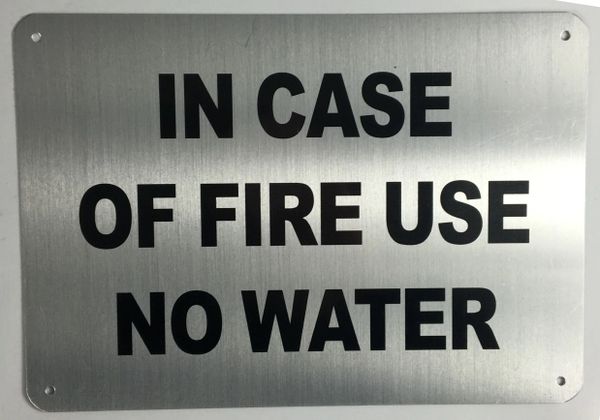 IN CASE
OF FIRE USE
NO WATER